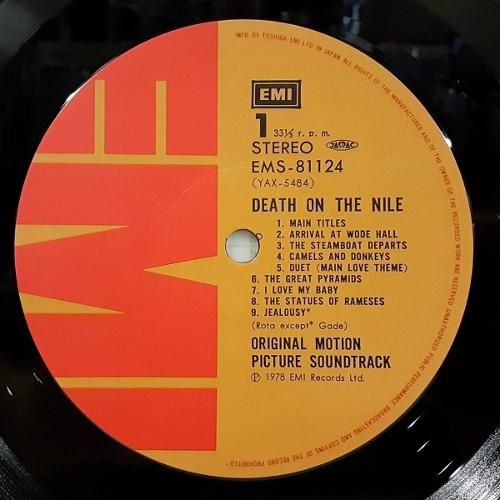 EMI
EMI
1 33⅓ r.p.m.
STEREO JASRAC
EMS-81124
(YAX-5484)
DEATH ON THE NILE
1. MAIN TITLES
2. ARRIVAL AT WODE HALL
3. THE STEAMBOAT DEPARTS
4. CAMELS AND DONKEYS
5. DUET (MAIN LOVE THEME)
6. THE GREAT PYRAMIDS
7. I LOVE MY BABY
8. THE STATUES OF RAMESES
9. JEALOUSY*
(Rota except* Gade)
ORIGINAL MOTION
PICTURE SOUNDTRACK
Ⓟ 1978 EMI Records Ltd.
"MFD. BY TOSHIBA-EMI LTD. IN JAPAN. ALL RIGHTS OF THE MANUFACTURER AND OF THE OWNER OF THE RECORDED WORK ARE RESERVED. UNAUTHORIZED PUBLIC PERFORMANCE, BROADCASTING AND COPYING OF THE RECORD PROHIBITED"